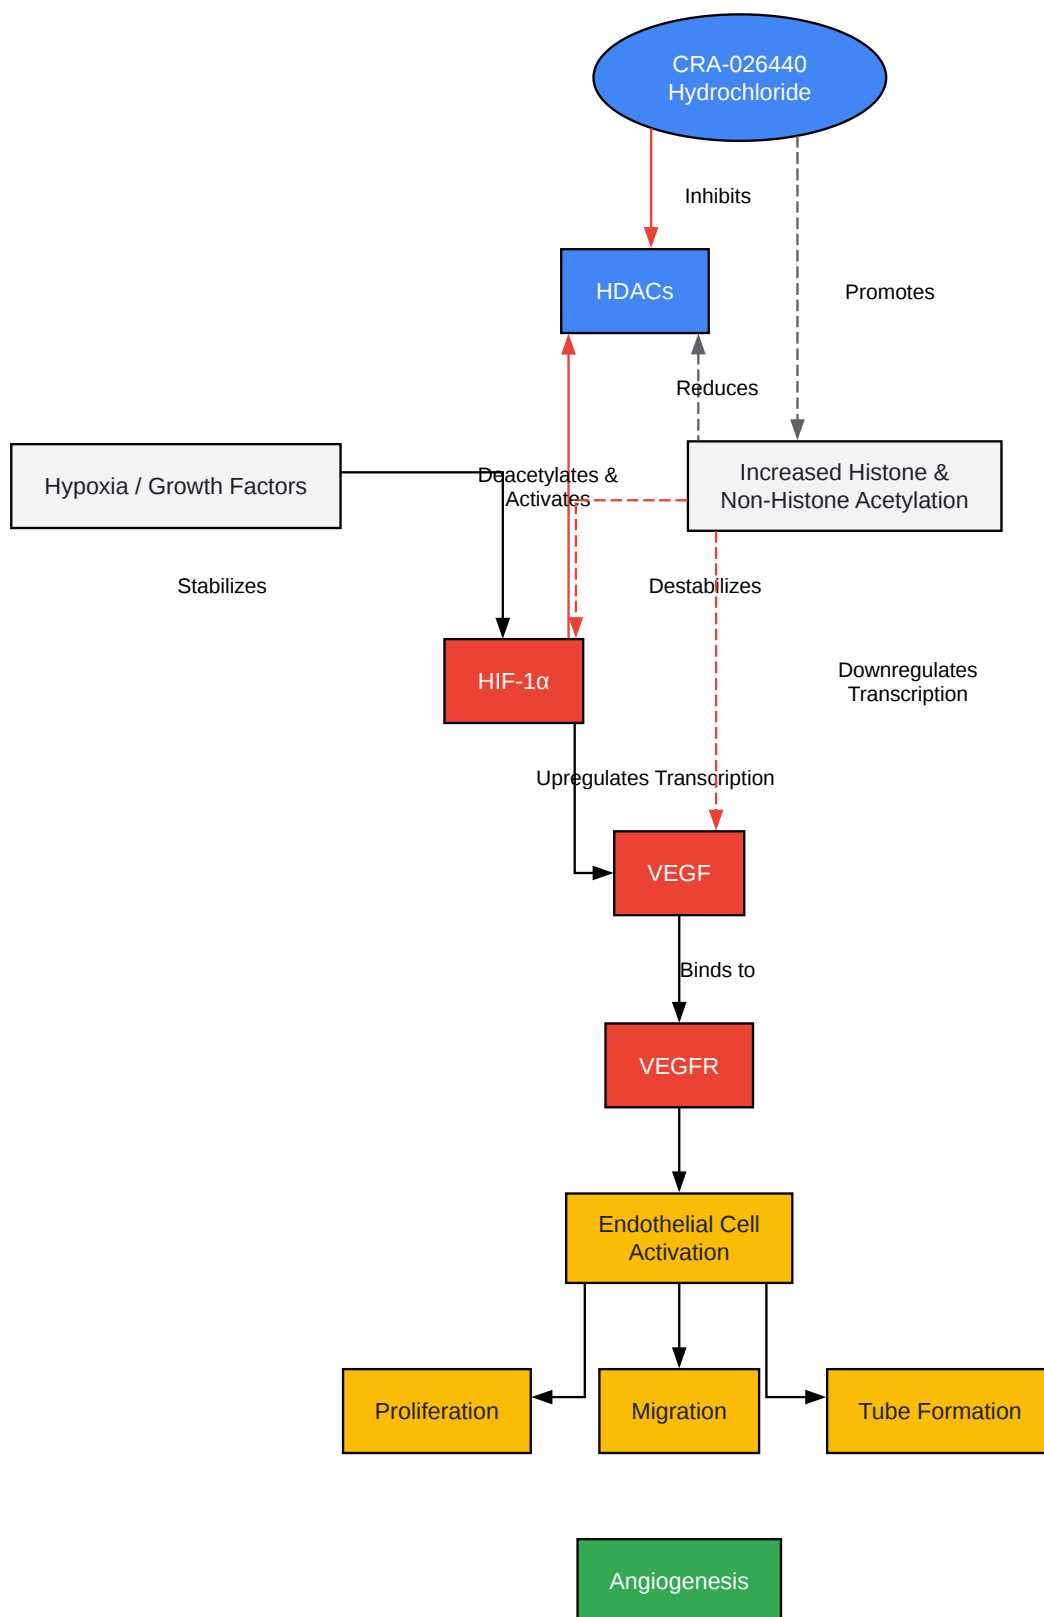 CRA-026440
Hydrochloride
Inhibits
HDACs
Promotes
Reduces
Hypoxia / Growth Factors
Deacetylates &
Activates
Increased Histone &
Non-Histone Acetylation
Stabilizes
Destabilizes
HIF-1α
Downregulates
Transcription
Upregulates Transcription
VEGF
Binds to
VEGFR
Endothelial Cell
Activation
Proliferation
Migration
Tube Formation
Angiogenesis